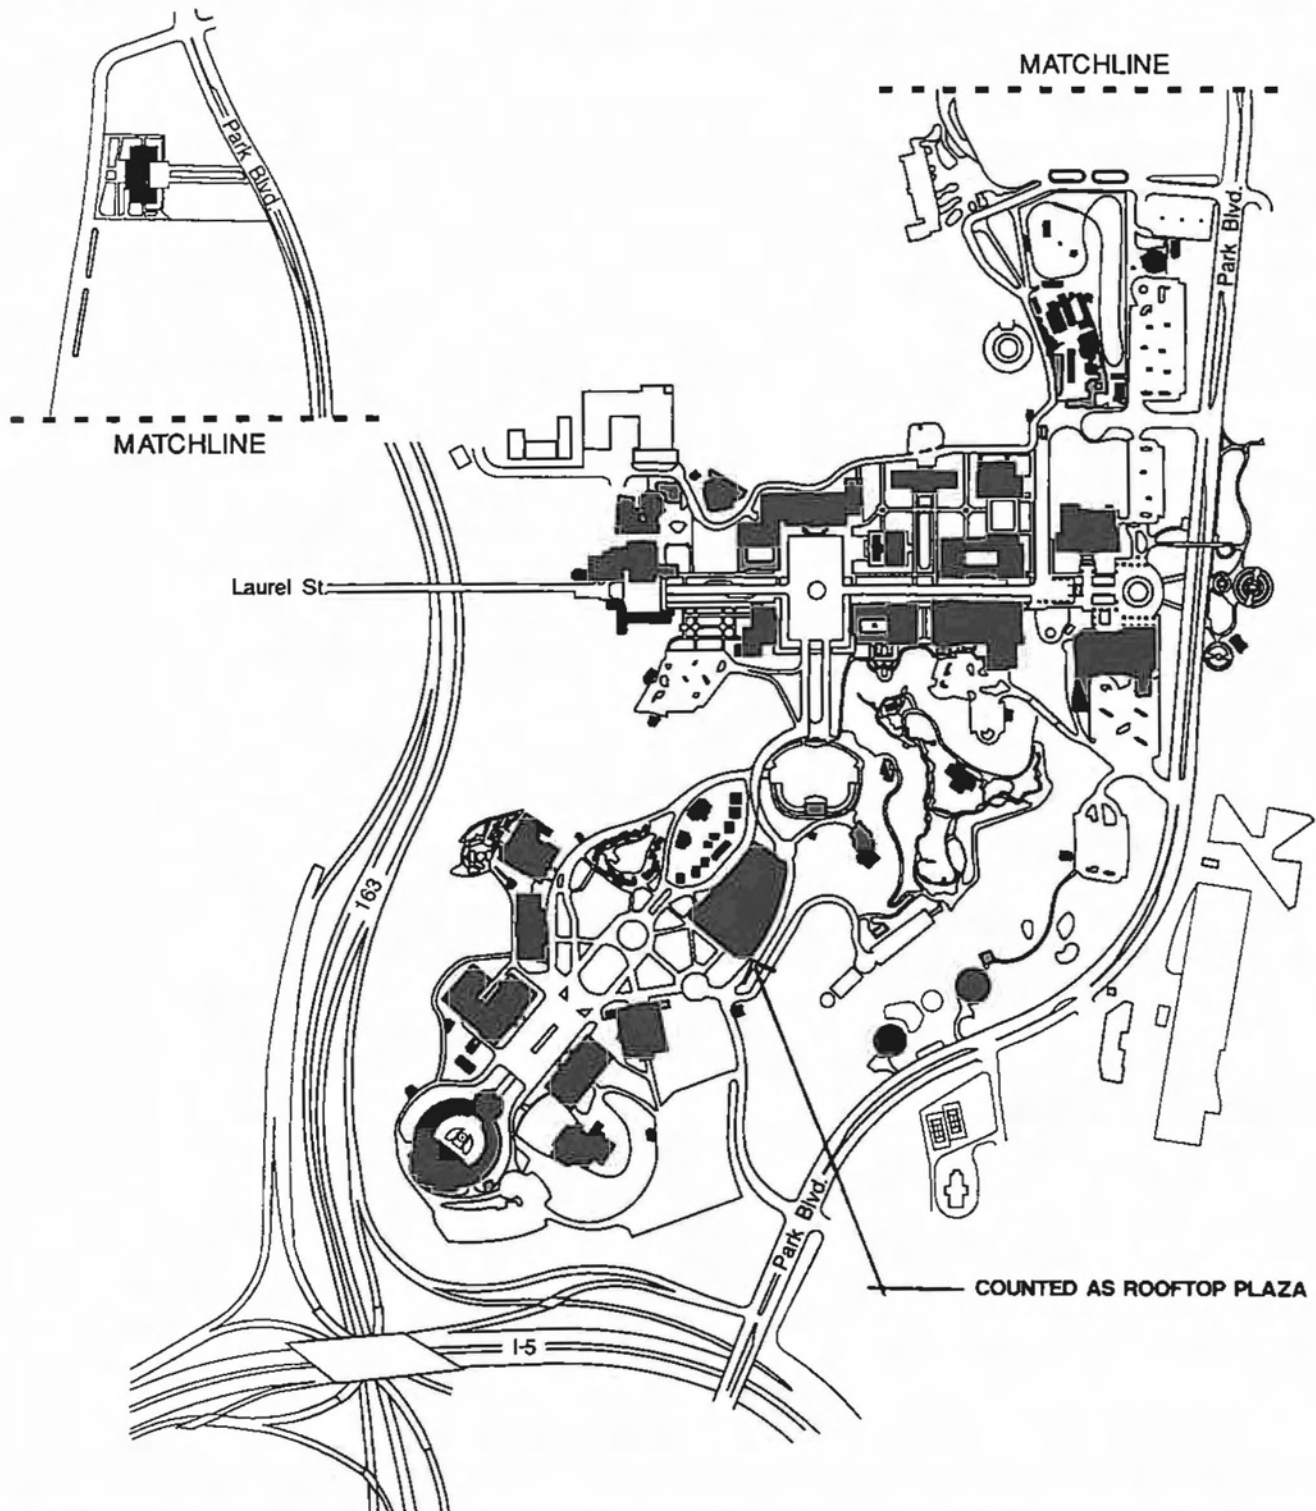 MATCHLINE
Park Blvd.
Park Blvd.
MATCHLINE
Laurel St.
163
Park Blvd.
COUNTED AS ROOFTOP PLAZA
I-5